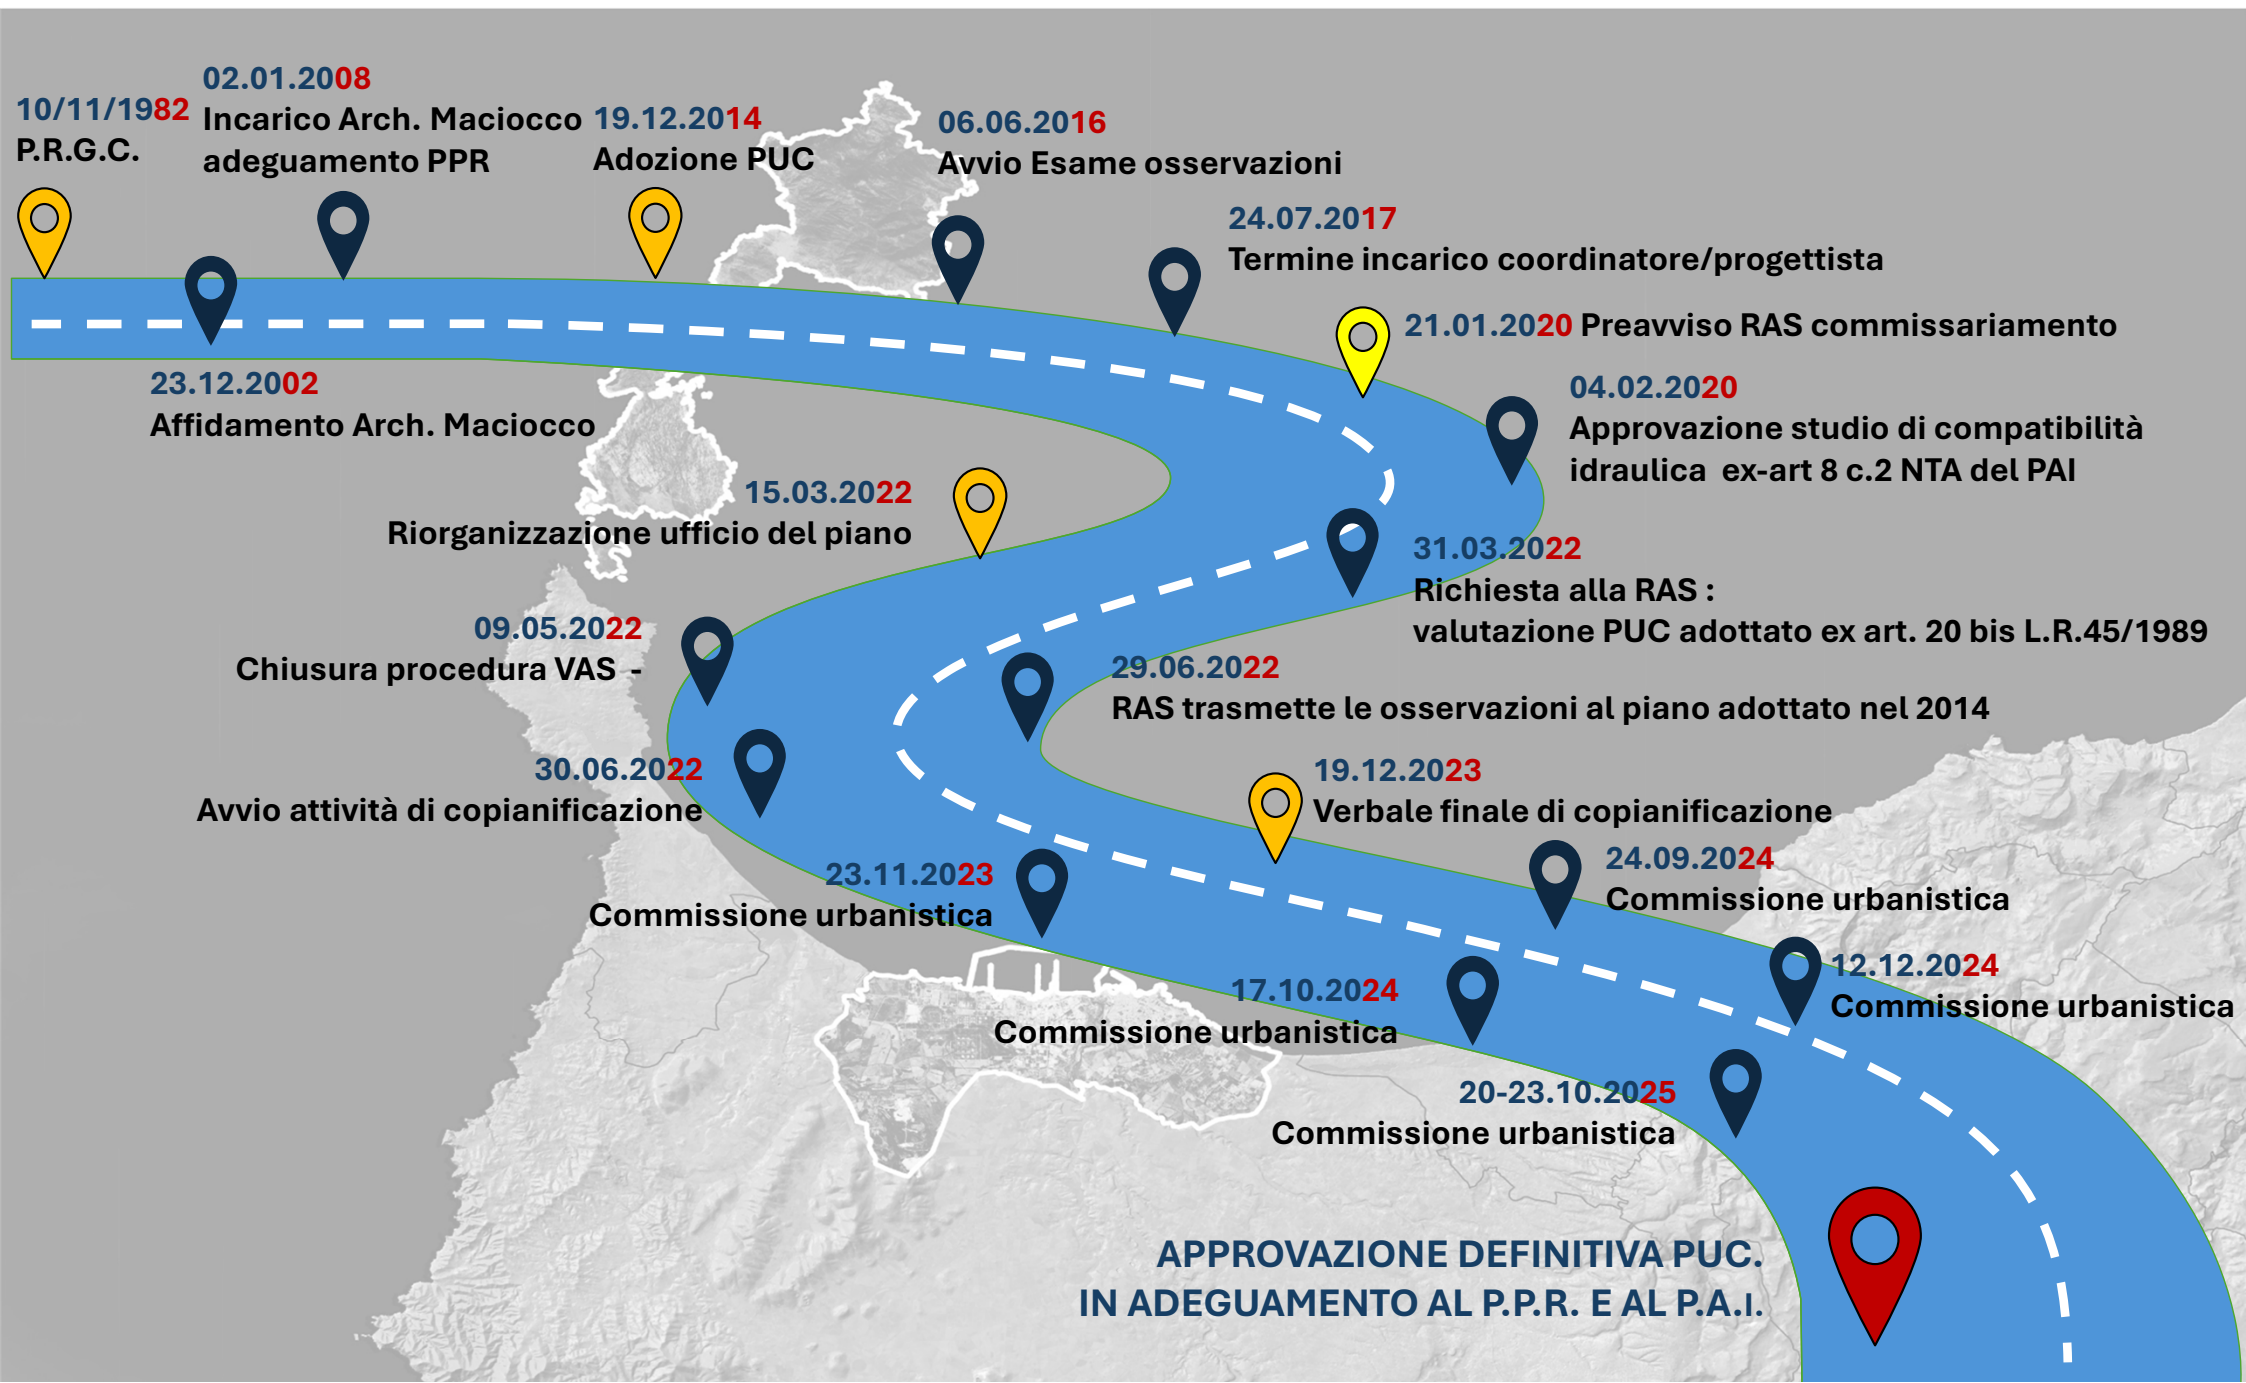 10/11/1982
P.R.G.C.
02.01.2008
Incarico Arch. Maciocco
adeguamento PPR
19.12.2014
Adozione PUC
06.06.2016
Avvio Esame osservazioni
24.07.2017
Termine incarico coordinatore/progettista
21.01.2020 Preavviso RAS commissariamento
23.12.2002
Affidamento Arch. Maciocco
04.02.2020
Approvazione studio di compatibilità
idraulica ex-art 8 c.2 NTA del PAI
15.03.2022
Riorganizzazione ufficio del piano
31.03.2022
Richiesta alla RAS :
valutazione PUC adottato ex art. 20 bis L.R.45/1989
09.05.2022
Chiusura procedura VAS -
29.06.2022
RAS trasmette le osservazioni al piano adottato nel 2014
30.06.2022
Avvio attività di copianificazione
19.12.2023
Verbale finale di copianificazione
23.11.2023
Commissione urbanistica
24.09.2024
Commissione urbanistica
17.10.2024
Commissione urbanistica
12.12.2024
Commissione urbanistica
20-23.10.2025
Commissione urbanistica
APPROVAZIONE DEFINITIVA PUC.
IN ADEGUAMENTO AL P.P.R. E AL P.A.I.